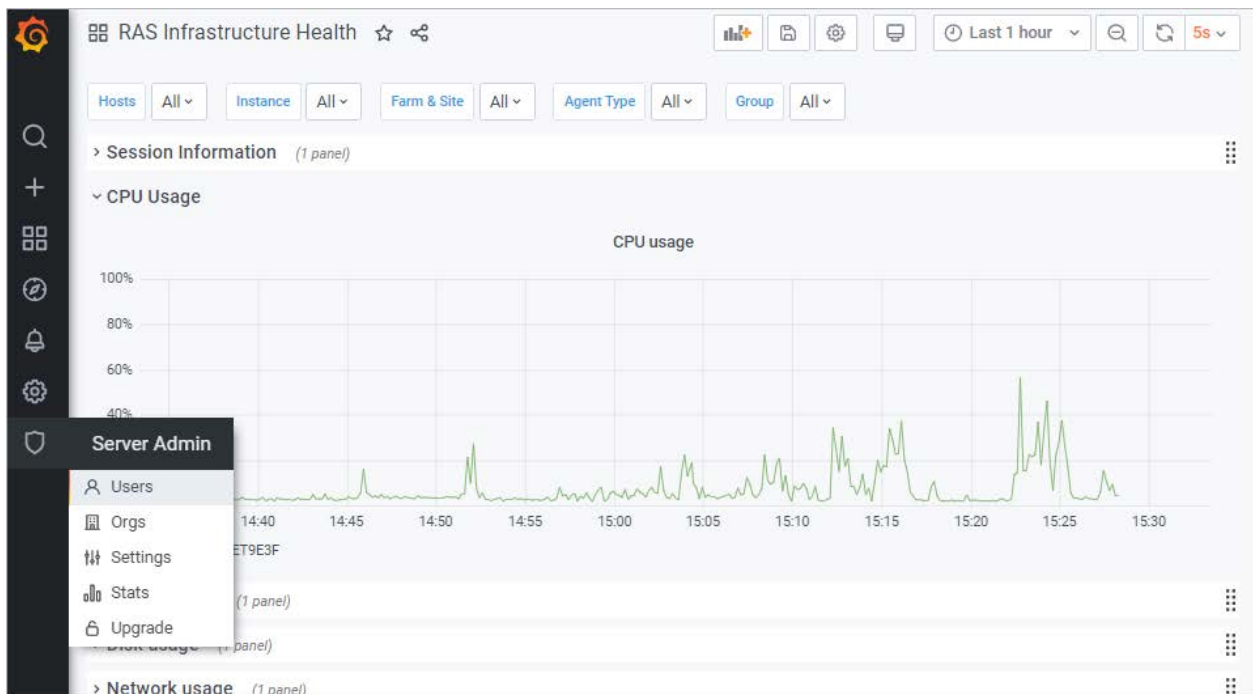 RAS Infrastructure Health
Last 1 hour
5s
Hosts All Instance All Farm & Site All Agent Type All Group All
Session Information (1 panel)
CPU Usage
CPU usage
100%
80%
60%
40%
Server Admin
Users
Orgs
Settings
Stats
Upgrade
14:40 14:45 14:50 14:55 15:00 15:05 15:10 15:15 15:20 15:25 15:30
ET9E3F
(1 panel)
Disk usage (1 panel)
Network usage (1 panel)